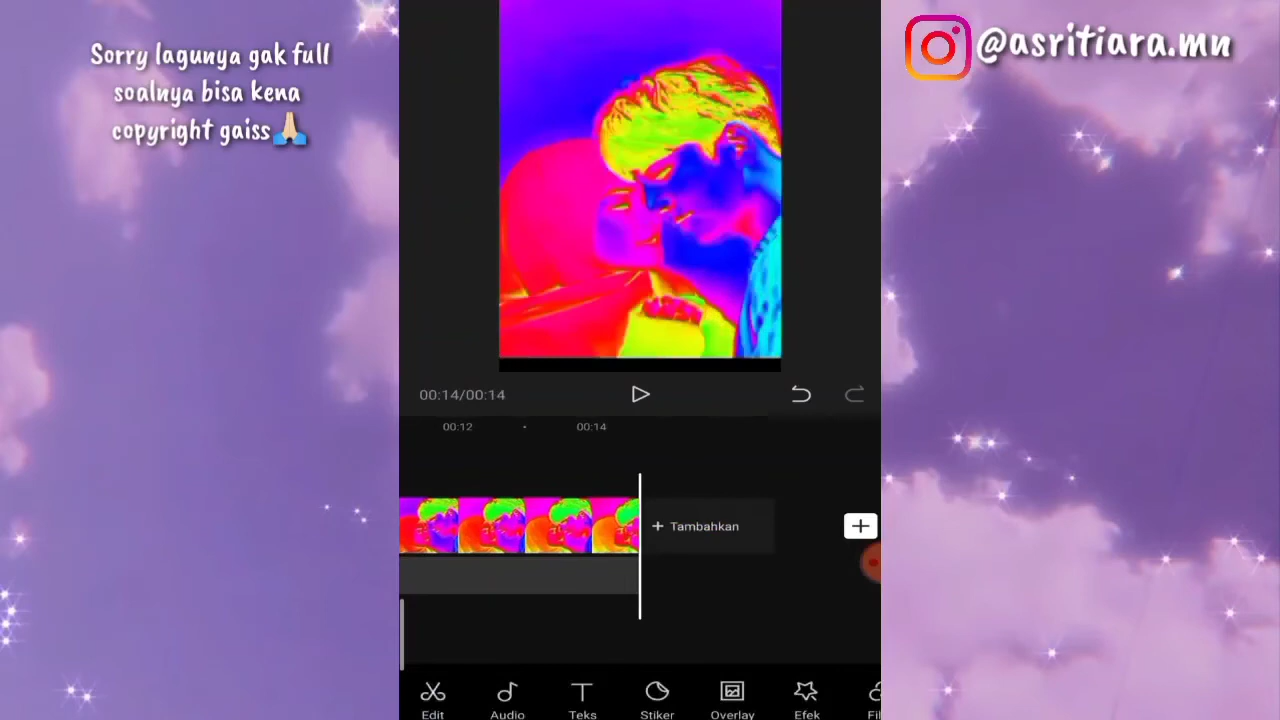 Sorry lagunya gak full
soalnya bisa kena
copyright gaiss🙏🏻
@asritiara.mn
00:14/00:14
00:12
00:14
+ Tambahkan
Edit
Audio
Teks
Stiker
Overlay
Efek
Fil